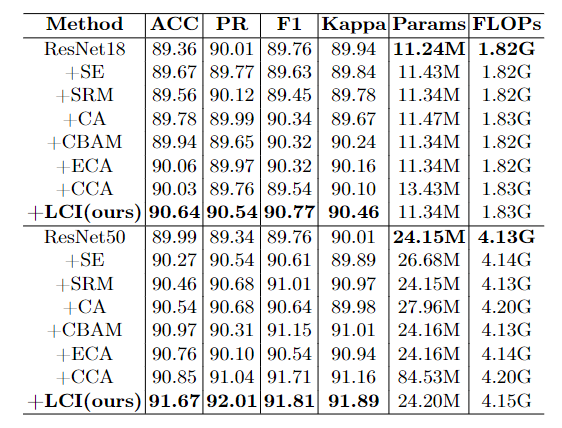 Method ACC PR F1 Kappa Params FLOPs
ResNet18 89.36 90.01 89.76 89.94 11.24M 1.82G
+SE 89.67 89.77 89.63 89.84 11.43M 1.82G
+SRM 89.56 90.12 89.45 89.78 11.34M 1.82G
+CA 89.78 89.99 90.34 89.67 11.47M 1.83G
+CBAM 89.94 89.65 90.32 90.24 11.34M 1.82G
+ECA 90.06 89.97 90.32 90.16 11.34M 1.82G
+CCA 90.03 89.76 89.54 90.10 13.43M 1.83G
+LCI(ours) 90.64 90.54 90.77 90.46 11.34M 1.83G
ResNet50 89.99 89.34 89.76 90.01 24.15M 4.13G
+SE 90.27 90.54 90.61 89.89 26.68M 4.14G
+SRM 90.46 90.68 91.01 90.97 24.15M 4.13G
+CA 90.54 90.68 90.64 89.98 27.96M 4.20G
+CBAM 90.97 90.31 91.15 91.01 24.16M 4.13G
+ECA 90.76 90.10 90.54 90.94 24.16M 4.14G
+CCA 90.85 91.04 91.71 91.16 84.53M 4.20G
+LCI(ours) 91.67 92.01 91.81 91.89 24.20M 4.15G